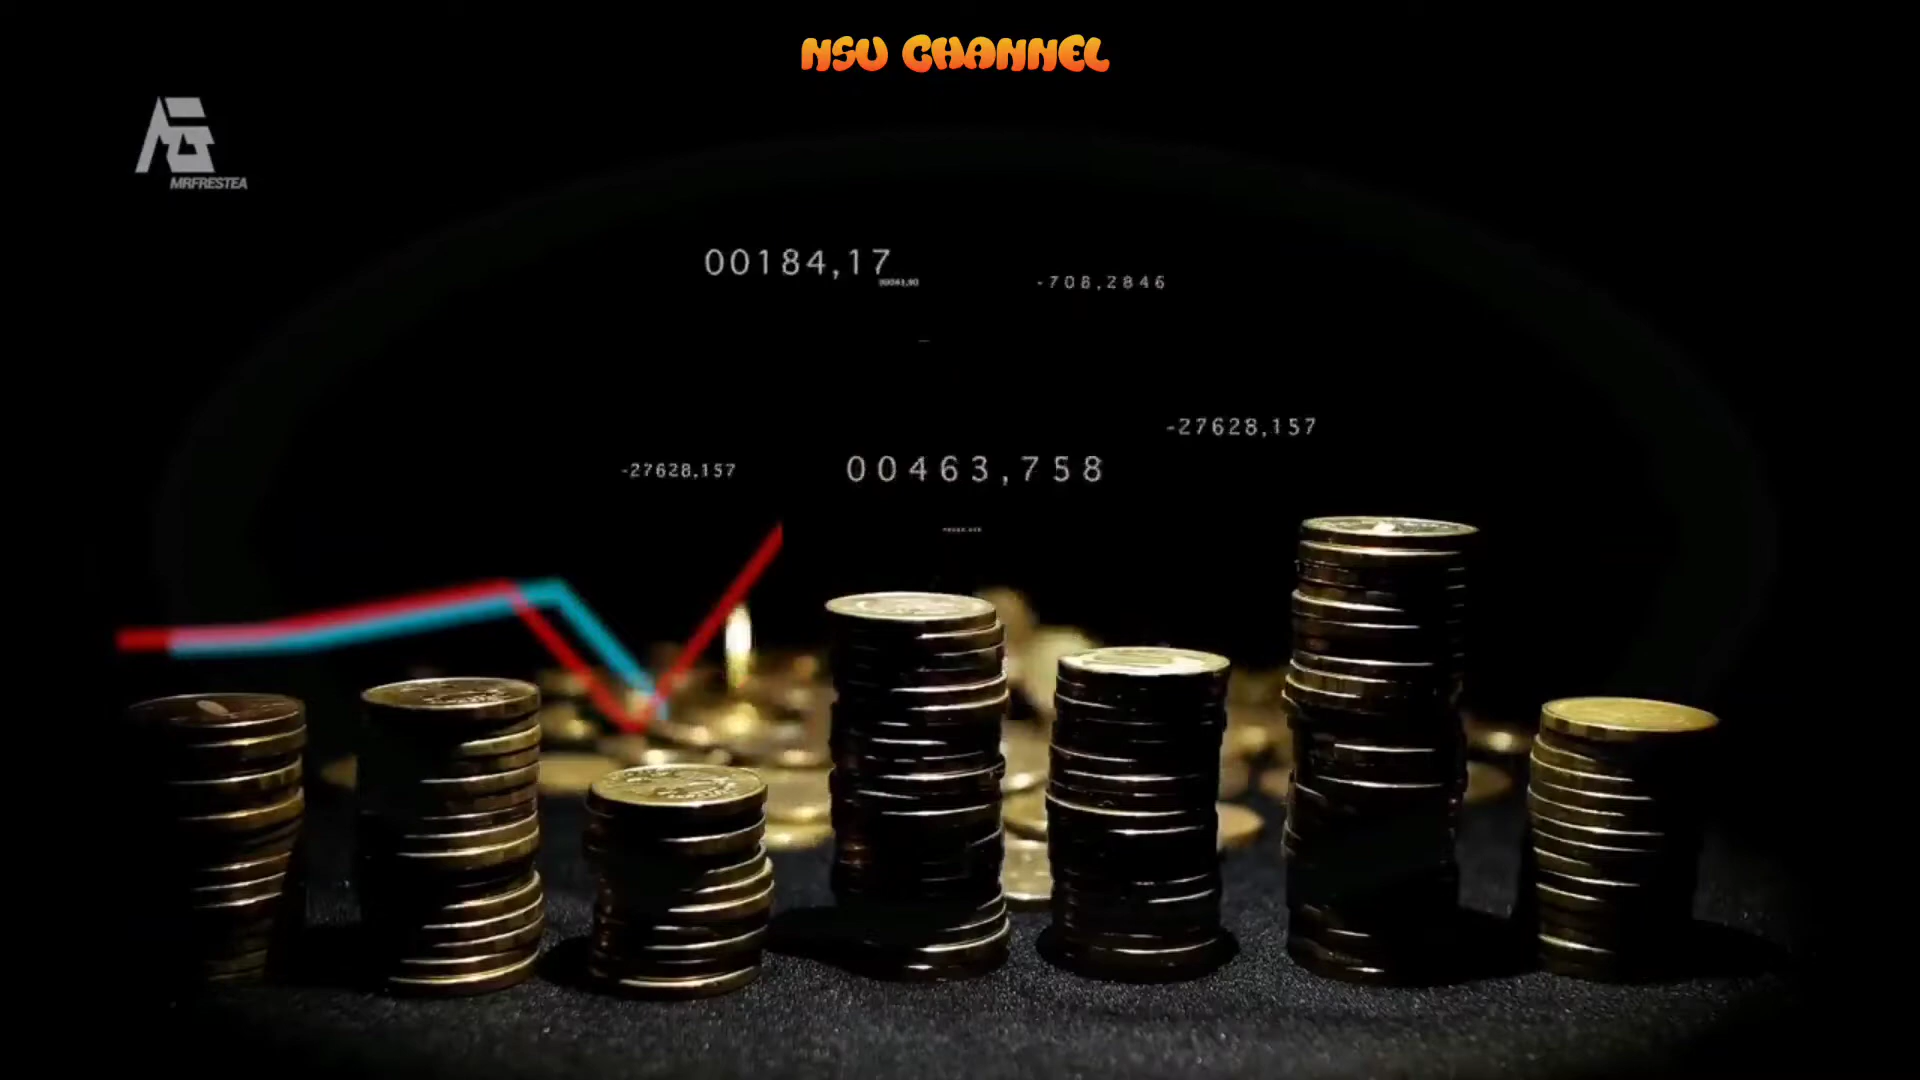 NSU CHANNEL
MRFRESTEA
00184,17
-708,2846
-27628,157
-27628,157
00463,758